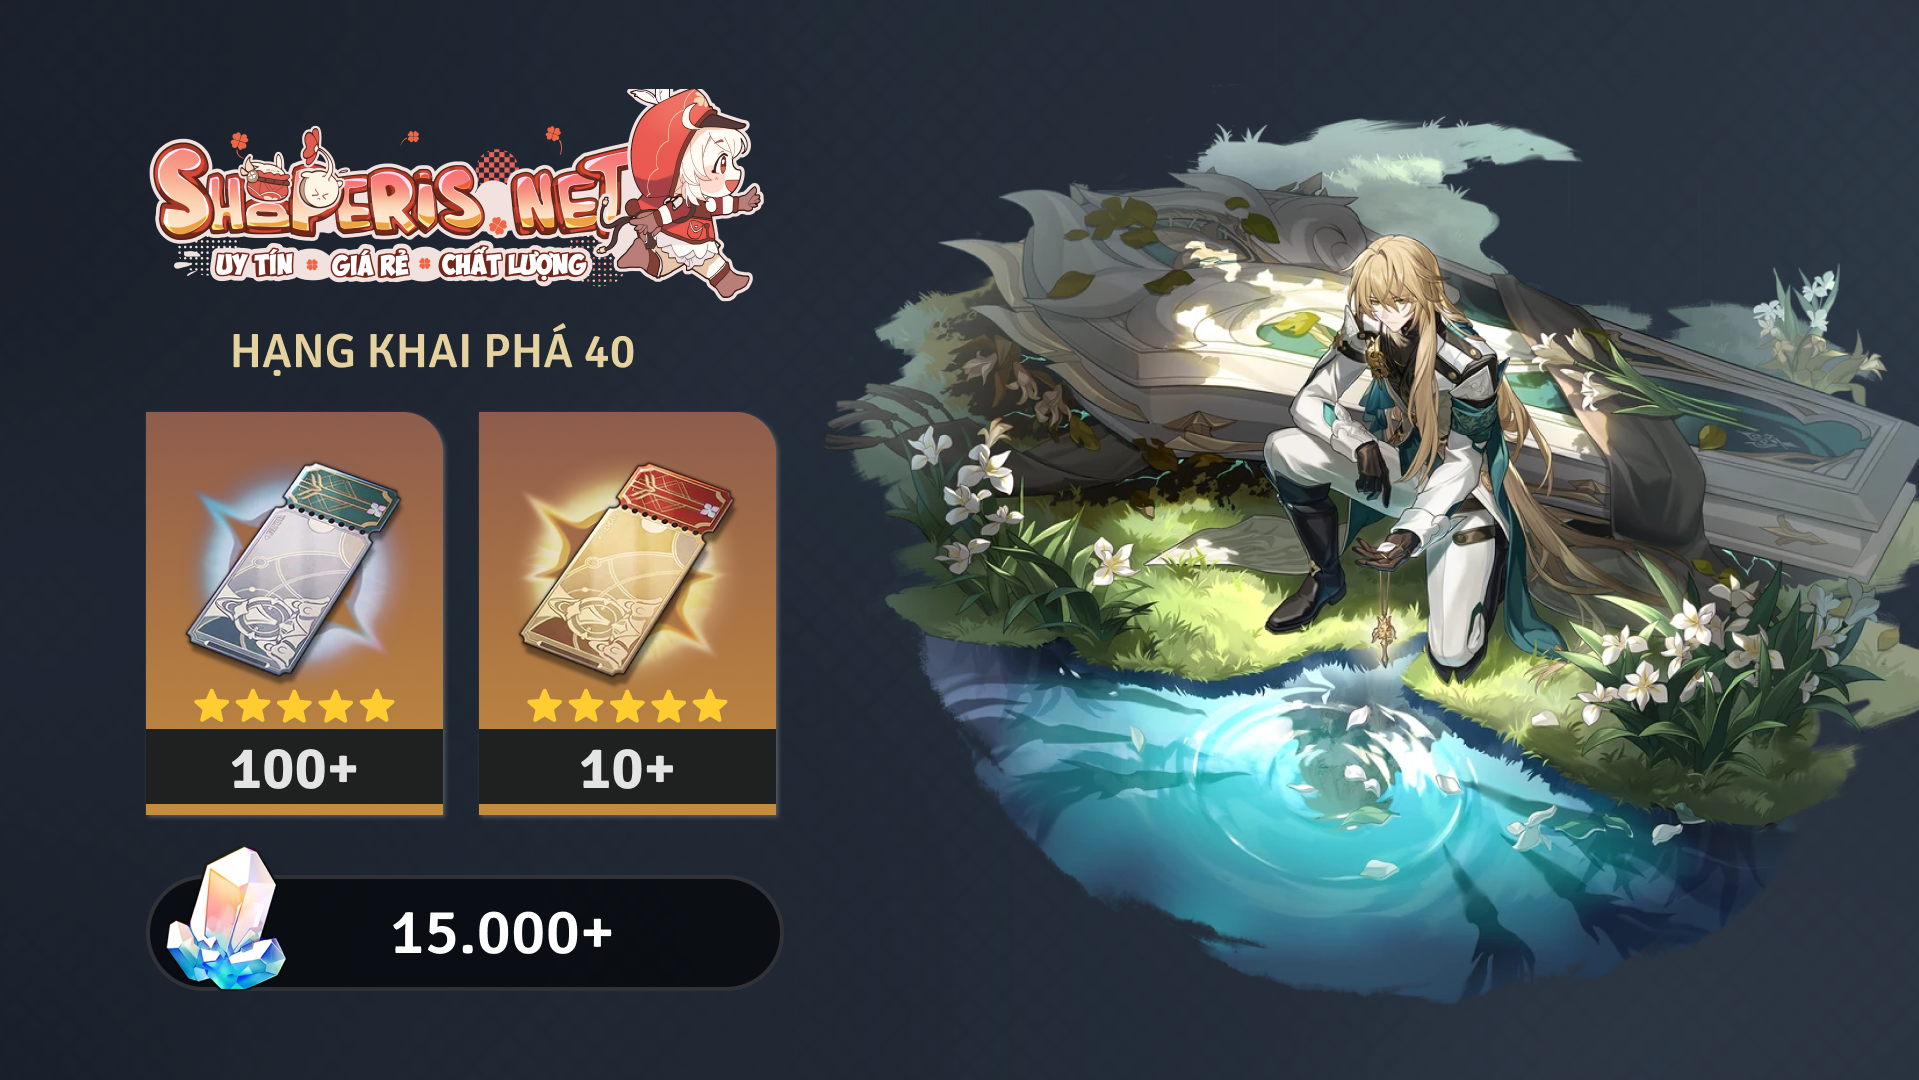 SHOPERIS NET
UY TÍN GIÁ RẺ CHẤT LƯỢNG
HẠNG KHAI PHÁ 40
100+
10+
15.000+